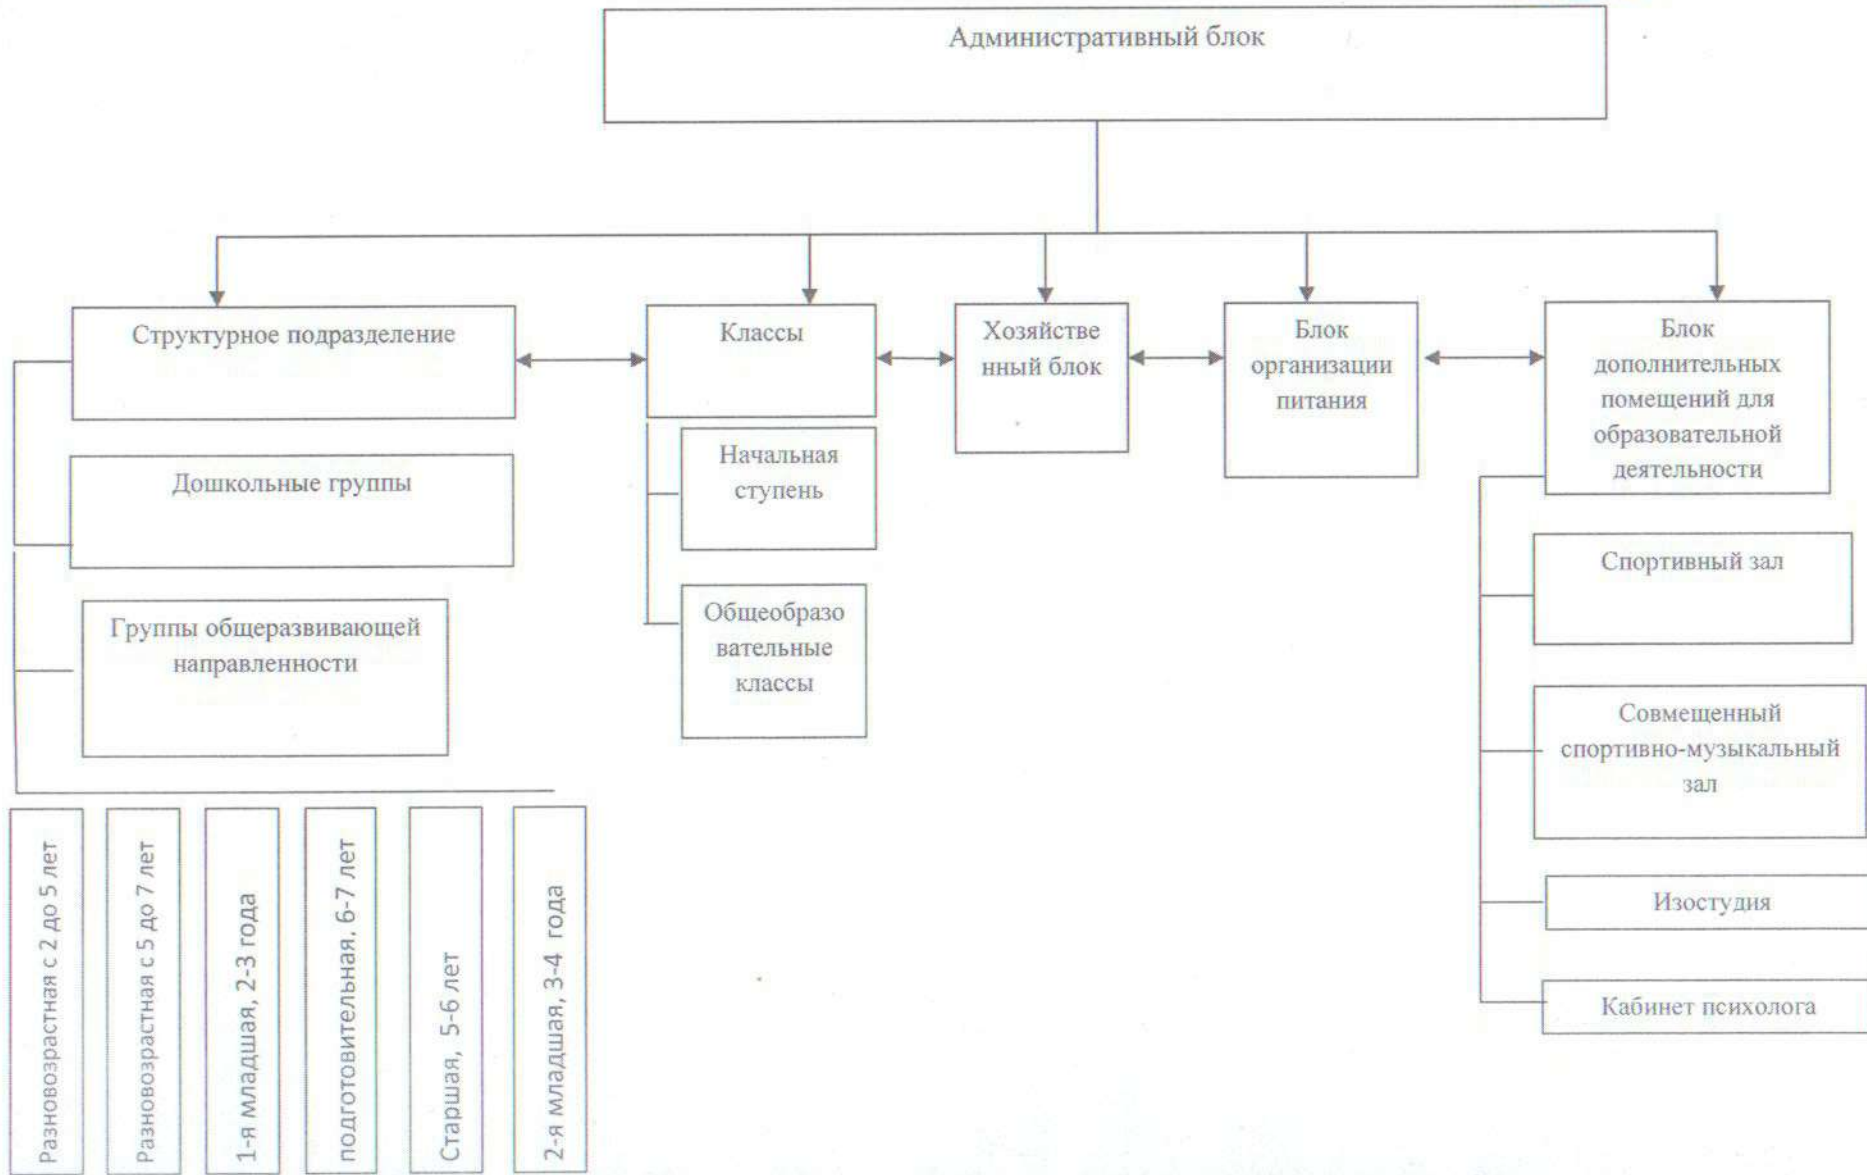 Административный блок
Структурное подразделение
Классы
Хозяйстве
нный блок
Блок
организации
питания
Блок
дополнительных
помещений для
образовательной
деятельности
Дошкольные группы
Начальная
ступень
Спортивный зал
Группы общеразвивающей
направленности
Общеобразо
вательные
классы
Совмещенный
спортивно-музыкальный
зал
Изостудия
Кабинет психолога
Разновозрастная с 2 до 5 лет
Разновозрастная с 5 до 7 лет
1-я младшая, 2-3 года
подготовительная, 6-7 лет
Старшая, 5-6 лет
2-я младшая, 3-4 года